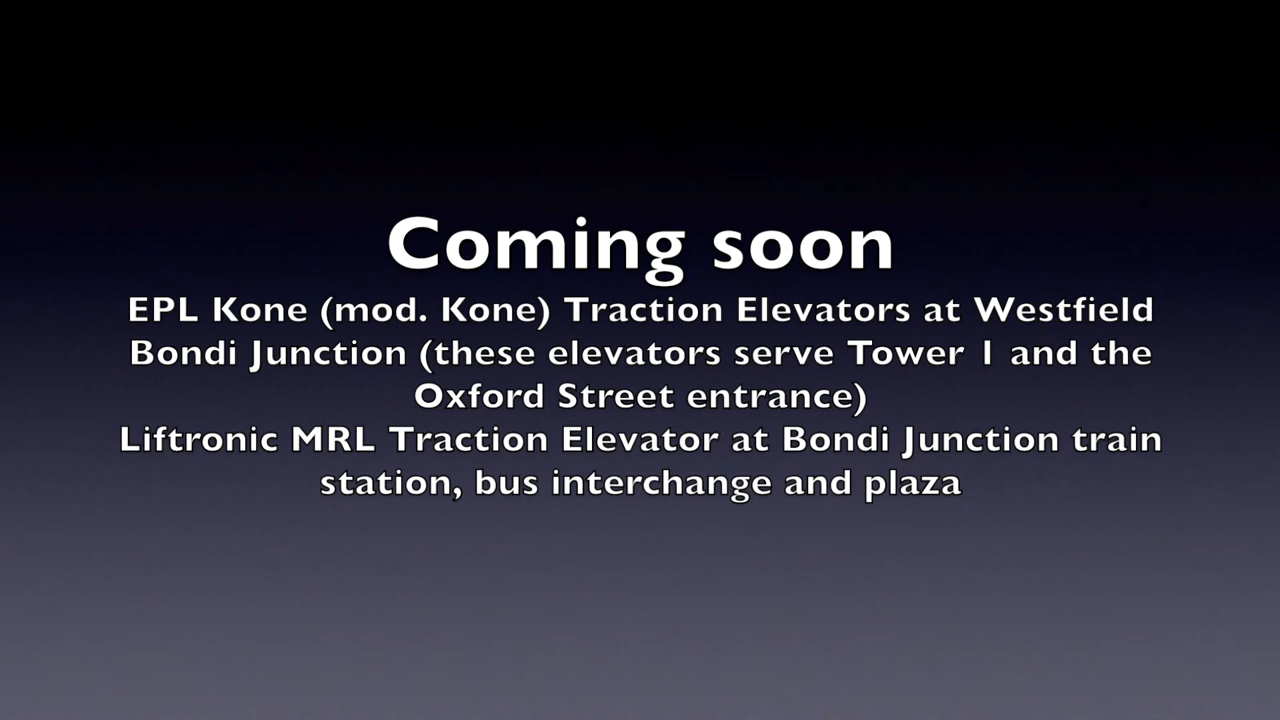 Coming soon
EPL Kone (mod. Kone) Traction Elevators at Westfield
Bondi Junction (these elevators serve Tower 1 and the
Oxford Street entrance)
Liftronic MRL Traction Elevator at Bondi Junction train
station, bus interchange and plaza